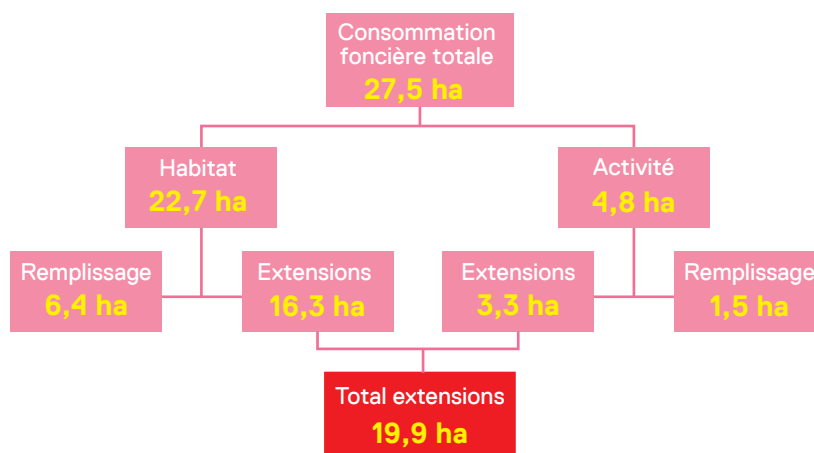 Consommation
foncière totale
27,5 ha
Habitat
22,7 ha
Activité
4,8 ha
Remplissage
6,4 ha
Extensions
16,3 ha
Extensions
3,3 ha
Remplissage
1,5 ha
Total extensions
19,9 ha